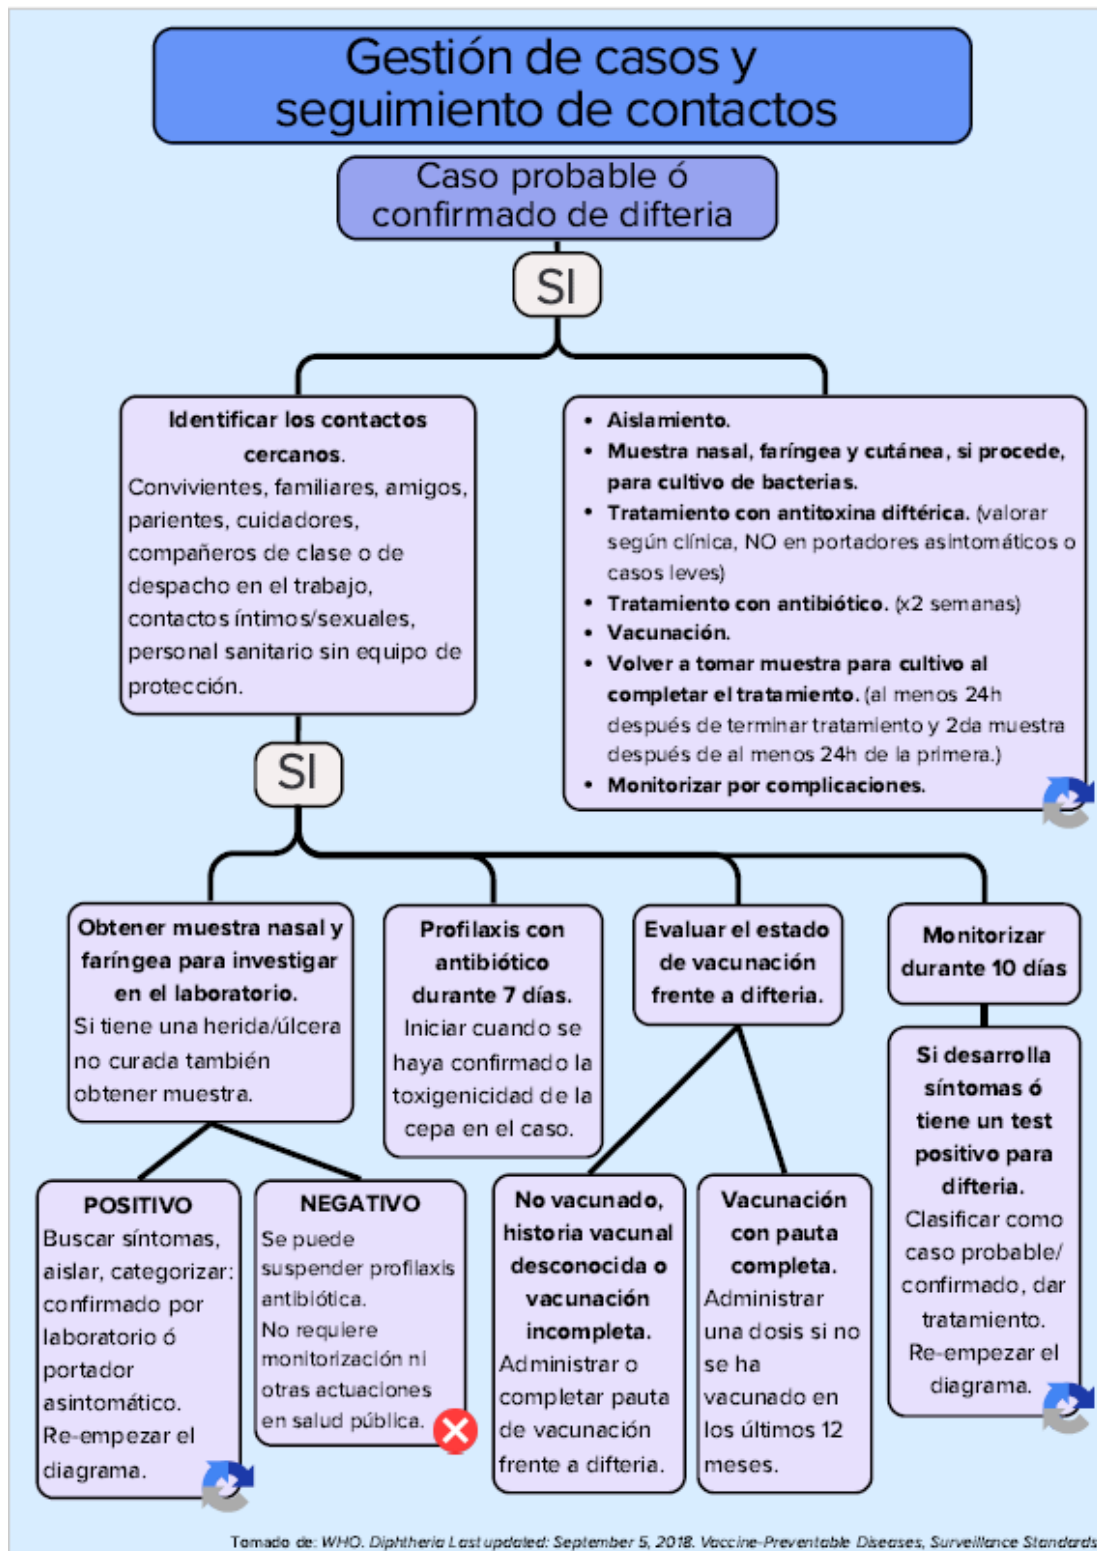 Gestión de casos y
seguimiento de contactos
Caso probable ó
confirmado de difteria
SI
Identificar los contactos
cercanos.
Convivientes, familiares, amigos,
parientes, cuidadores,
compañeros de clase o de
despacho en el trabajo,
contactos íntimos/sexuales,
personal sanitario sin equipo de
protección.
• Aislamiento.
• Muestra nasal, faríngea y cutánea, si procede,
para cultivo de bacterias.
• Tratamiento con antitoxina diftérica. (valorar
según clínica, NO en portadores asintomáticos o
casos leves)
• Tratamiento con antibiótico. (x2 semanas)
• Vacunación.
• Volver a tomar muestra para cultivo al
completar el tratamiento. (al menos 24h
después de terminar tratamiento y 2da muestra
después de al menos 24h de la primera.)
• Monitorizar por complicaciones.
SI
Obtener muestra nasal y
faríngea para investigar
en el laboratorio.
Si tiene una herida/úlcera
no curada también
obtener muestra.
Profilaxis con
antibiótico
durante 7 días.
Iniciar cuando se
haya confirmado la
toxigenicidad de la
cepa en el caso.
Evaluar el estado
de vacunación
frente a difteria.
Monitorizar
durante 10 días
Si desarrolla
síntomas ó
tiene un test
positivo para
difteria.
Clasificar como
caso probable/
confirmado, dar
tratamiento.
Re-empezar el
diagrama.
POSITIVO
Buscar síntomas,
aislar, categorizar:
confirmado por
laboratorio ó
portador
asintomático.
Re-empezar el
diagrama.
NEGATIVO
Se puede
suspender profilaxis
antibiótica.
No requiere
monitorización ni
otras actuaciones
en salud pública.
No vacunado,
historia vacunal
desconocida o
vacunación
incompleta.
Administrar o
completar pauta
de vacunación
frente a difteria.
Vacunación
con pauta
completa.
Administrar
una dosis si no
se ha
vacunado en
los últimos 12
meses.
Tomado de: WHO. Diphtheria Last updated: September 5, 2018. Vaccine-Preventable Diseases, Surveillance Standards